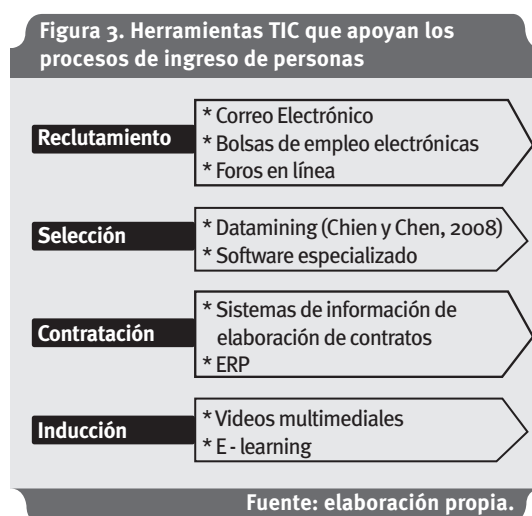 Figura 3. Herramientas TIC que apoyan los
procesos de ingreso de personas
Reclutamiento
* Correo Electrónico
* Bolsas de empleo electrónicas
* Foros en línea
Selección
* Datamining (Chien y Chen, 2008)
* Software especializado
Contratación
* Sistemas de información de
elaboración de contratos
* ERP
Inducción
* Videos multimediales
* E - learning
Fuente: elaboración propia.